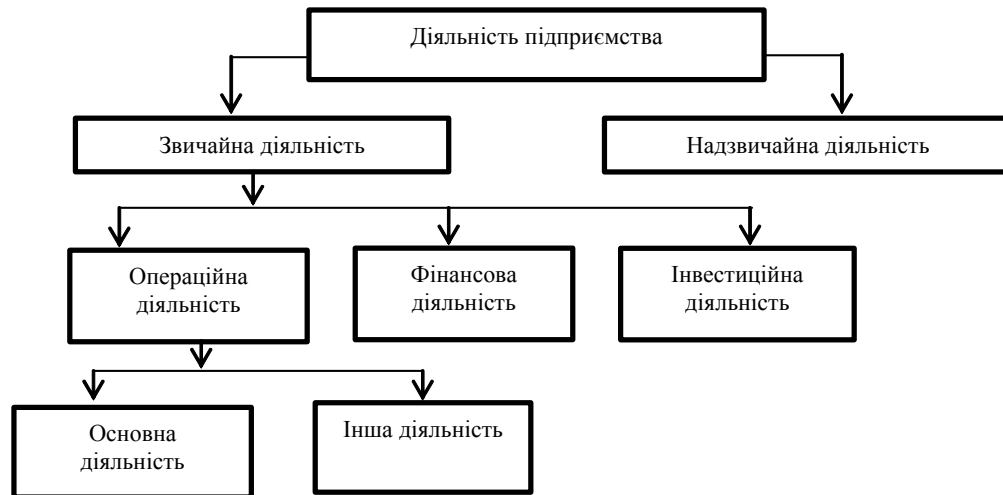 Діяльність підприємства
Звичайна діяльність
Надзвичайна діяльність
Операційна
діяльність
Фінансова
діяльність
Інвестиційна
діяльність
Основна
діяльність
Інша діяльність